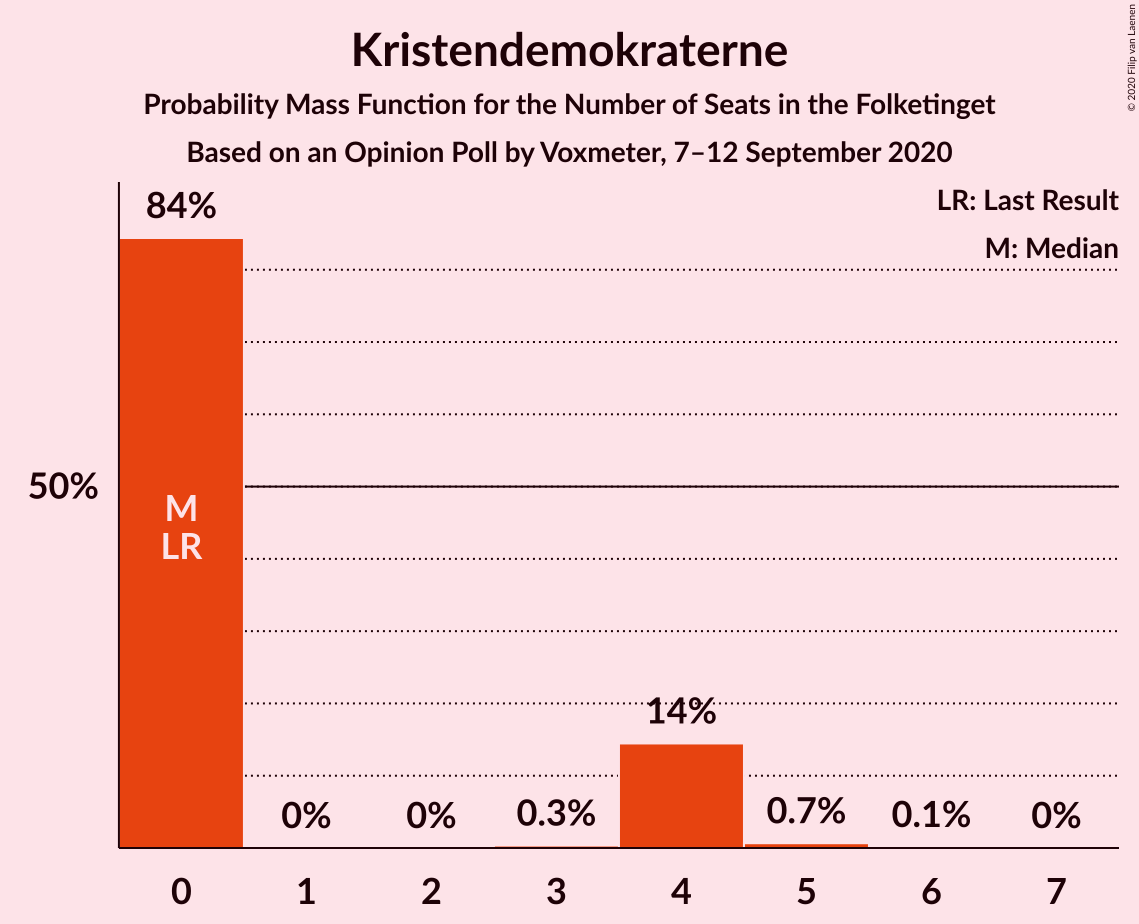 Kristendemokraterne
Probability Mass Function for the Number of Seats in the Folketinget
Based on an Opinion Poll by Voxmeter, 7–12 September 2020
© 2020 Filip van Laenen
LR: Last Result
M: Median
84%
50%
M
LR
14%
0%
0%
0.3%
0.7%
0.1%
0%
0 1 2 3 4 5 6 7